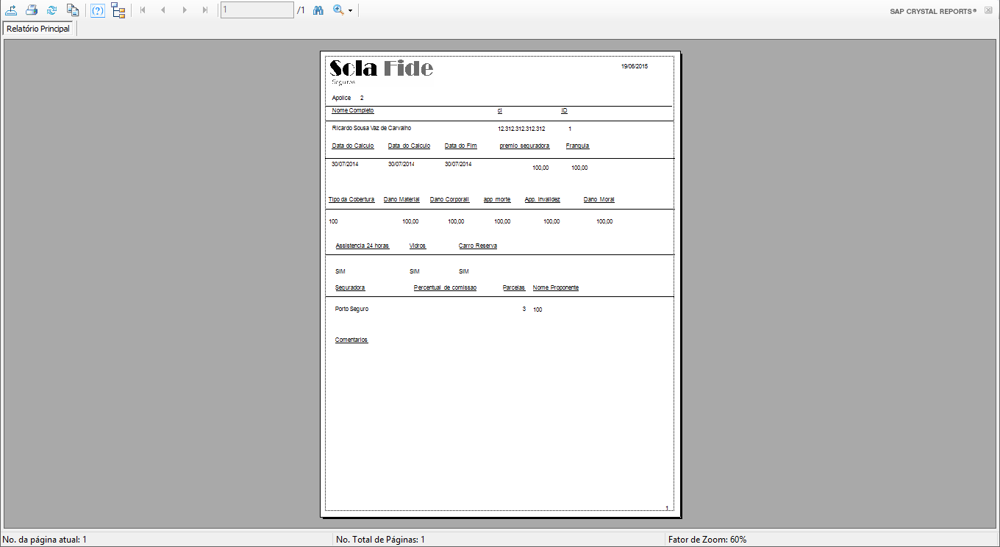 1 /1 SAP CRYSTAL REPORTS®
Relatório Principal
Sola Fide 19/06/2015
Seguros
Apolice 2
Nome Completo ci ID
Ricardo Sousa Vaz de Carvalho 12.312.312.312.312 1
Data do Calculo Data do Calculo Data do Fim premio seguradora Franquia
30/07/2014 30/07/2014 30/07/2014 100,00 100,00
Tipo da Cobertura Dano Material Dano Corporall app morte App. invalidez Dano Moral
100 100,00 100,00 100,00 100,00 100,00
Assistencia 24 horas Vidros Carro Reserva
SIM SIM SIM
Seguradora Percentual de comissao Parcelas Nome Proponente
Porto Seguro 3 100
Comentarios
1
No. da página atual: 1 No. Total de Páginas: 1 Fator de Zoom: 60%